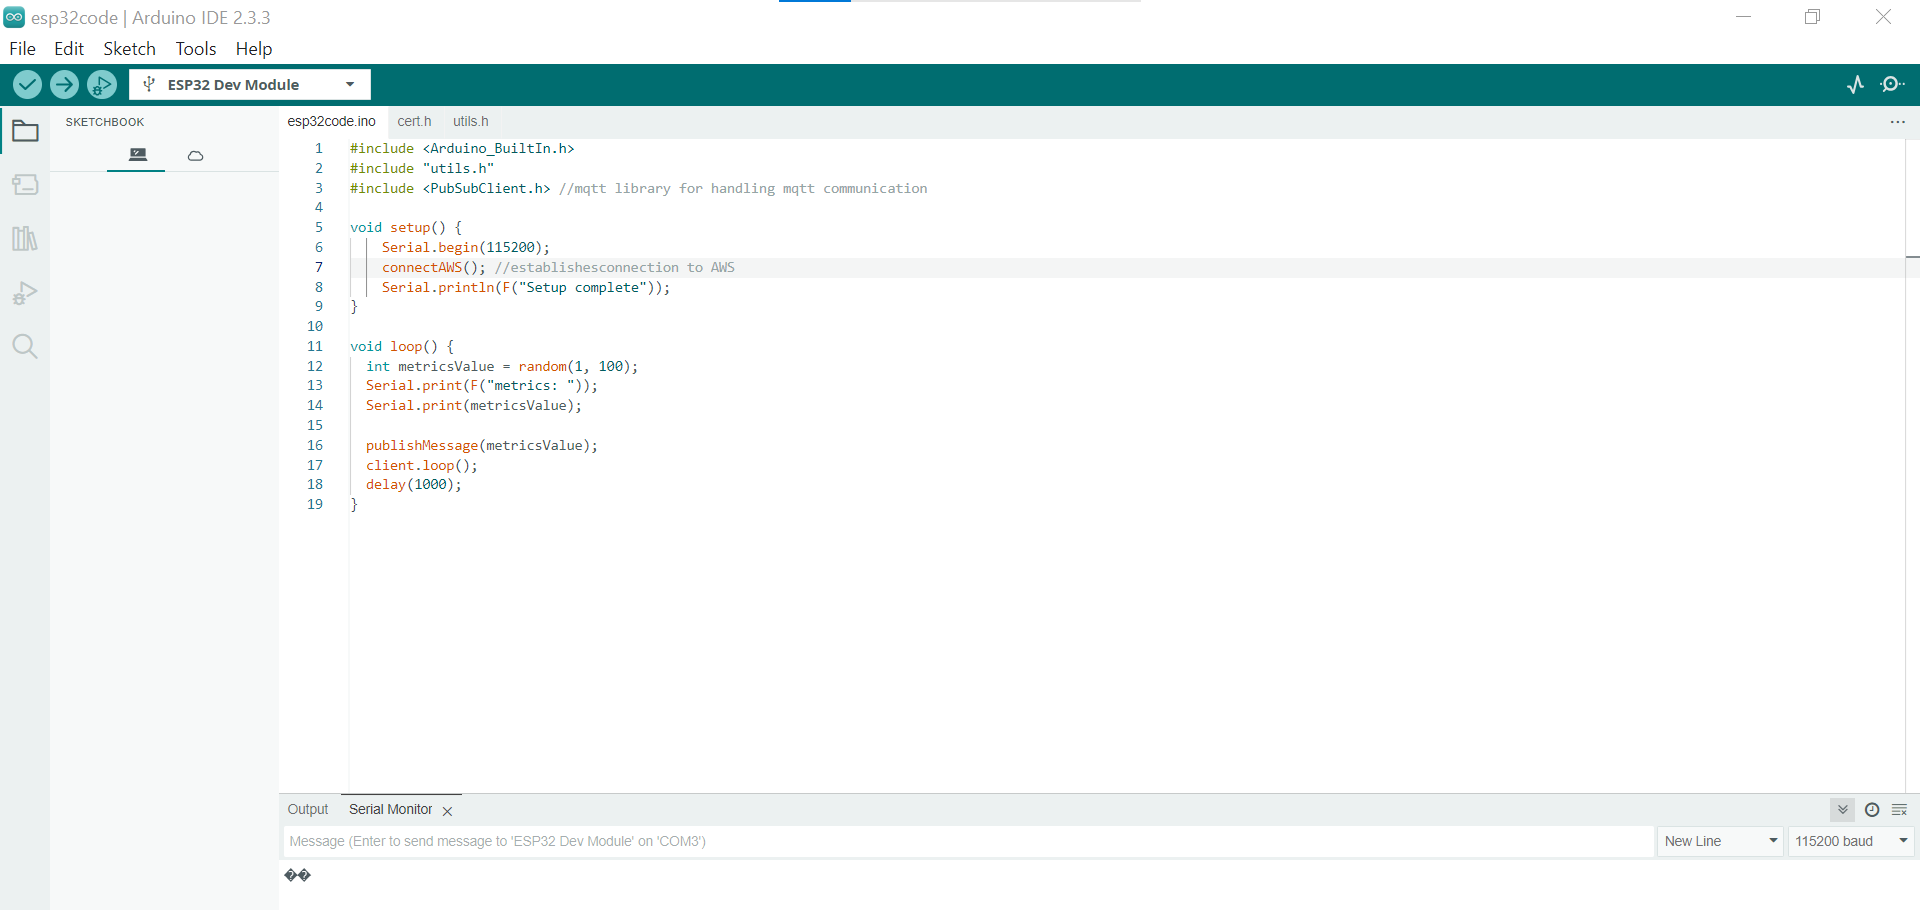 esp32code | Arduino IDE 2.3.3
File Edit Sketch Tools Help
ESP32 Dev Module
SKETCHBOOK
esp32code.ino cert.h utils.h
1 #include <Arduino_BuiltIn.h>
2 #include "utils.h"
3 #include <PubSubClient.h> //mqtt library for handling mqtt communication
4
5 void setup() {
6 Serial.begin(115200);
7 connectAWS(); //establishesconnection to AWS
8 Serial.println(F("Setup complete"));
9 }
10
11 void loop() {
12 int metricsValue = random(1, 100);
13 Serial.print(F("metrics: "));
14 Serial.print(metricsValue);
15
16 publishMessage(metricsValue);
17 client.loop();
18 delay(1000);
19 }
Output Serial Monitor
Message (Enter to send message to 'ESP32 Dev Module' on 'COM3') New Line 115200 baud
��